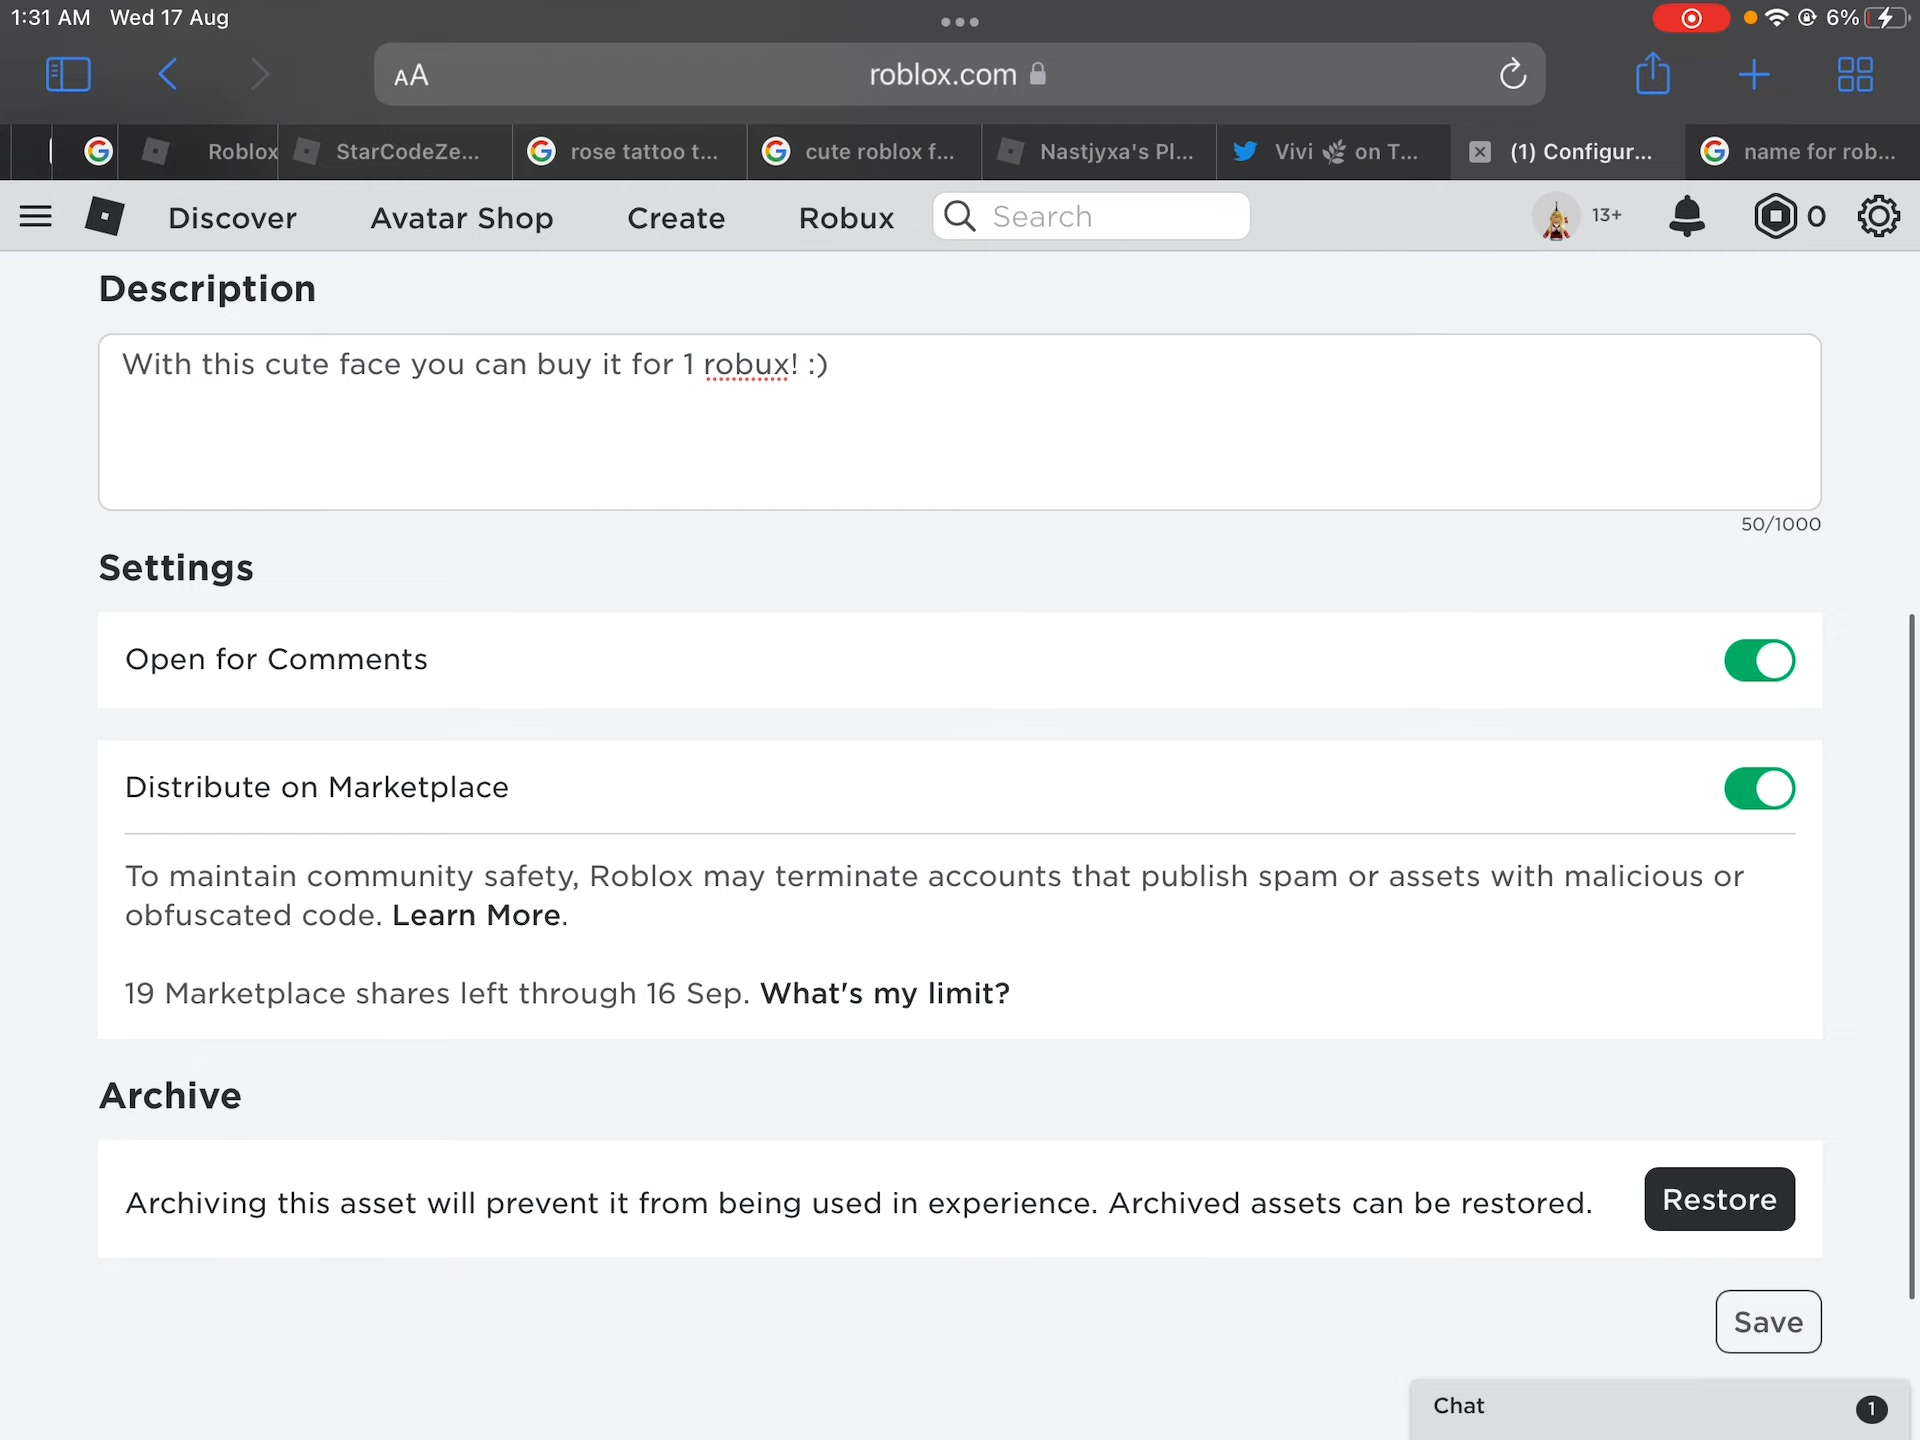 1:31 AM Wed 17 Aug
6%
AA
roblox.com
Roblox
StarCodeZe...
rose tattoo t...
cute roblox f...
Nastjyxa's Pl...
Vivi 🌿 on T...
(1) Configur...
name for rob...
Discover
Avatar Shop
Create
Robux
Search
13+
0
Description
With this cute face you can buy it for 1 robux! :)
50/1000
Settings
Open for Comments
Distribute on Marketplace
To maintain community safety, Roblox may terminate accounts that publish spam or assets with malicious or
obfuscated code. Learn More.
19 Marketplace shares left through 16 Sep. What's my limit?
Archive
Archiving this asset will prevent it from being used in experience. Archived assets can be restored.
Restore
Save
Chat
1